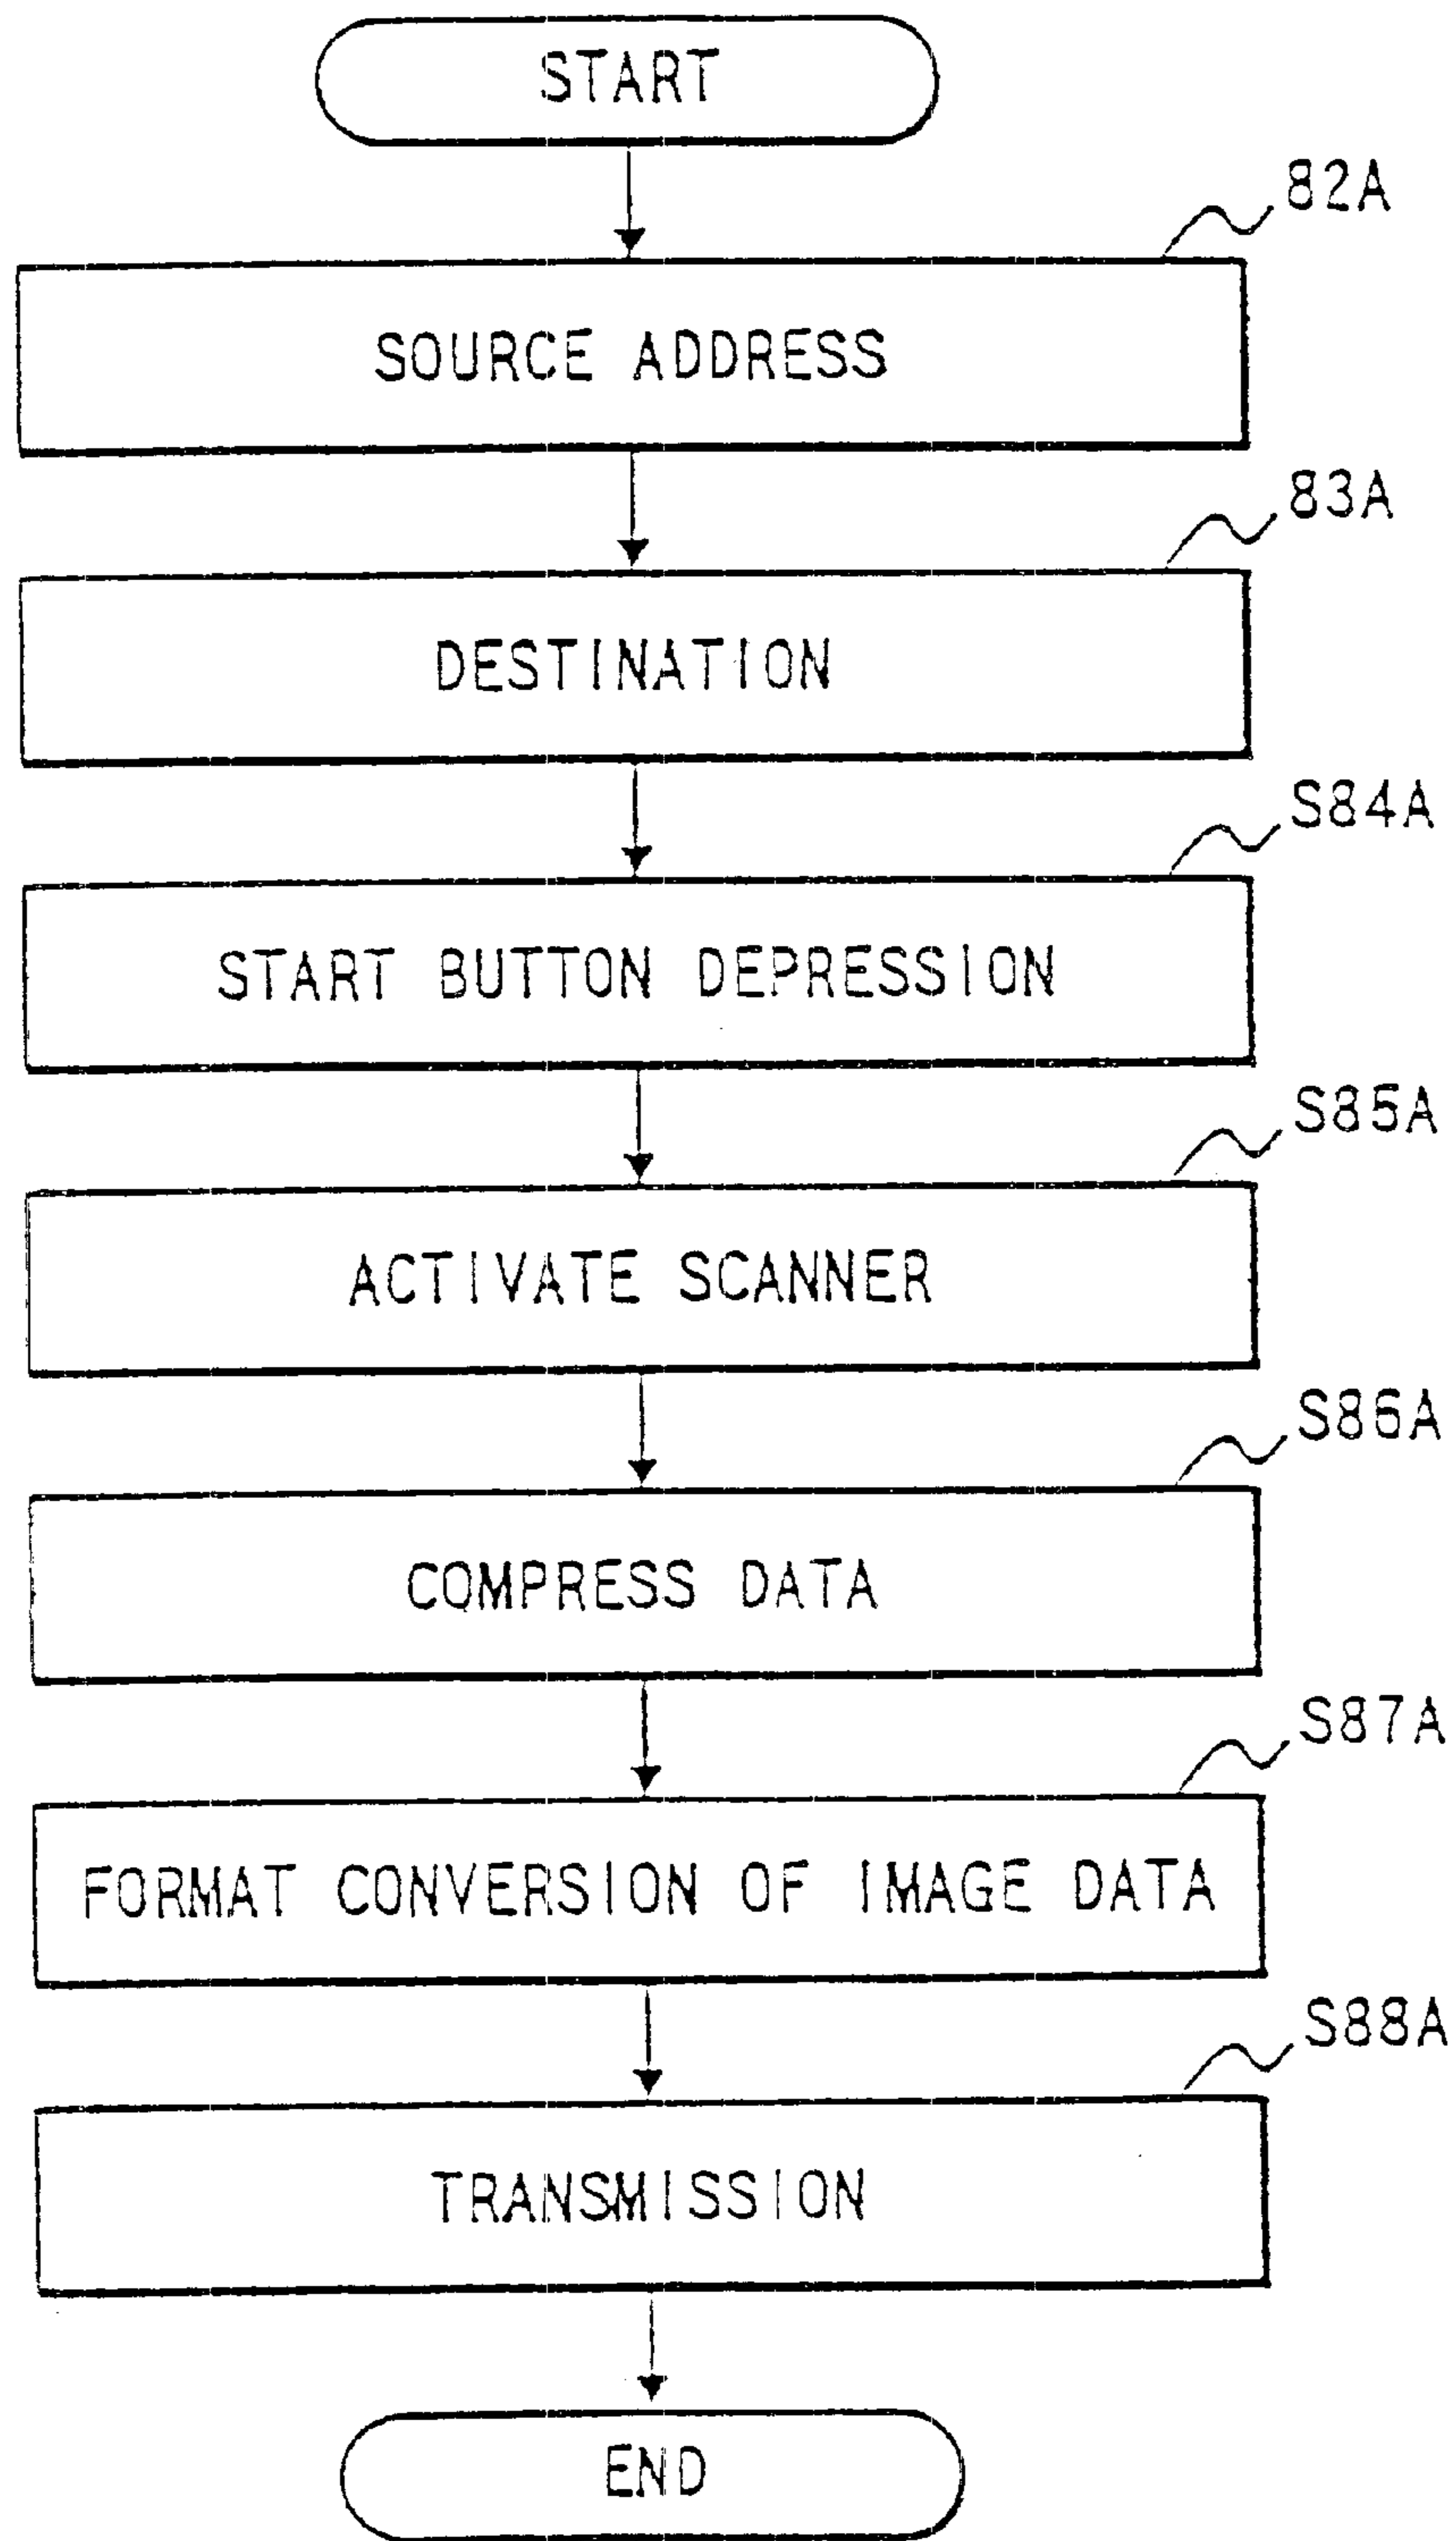 START
82A
SOURCE ADDRESS
83A
DESTINATION
S84A
START BUTTON DEPRESSION
S85A
ACTIVATE SCANNER
S86A
COMPRESS DATA
S87A
FORMAT CONVERSION OF IMAGE DATA
S88A
TRANSMISSION
END